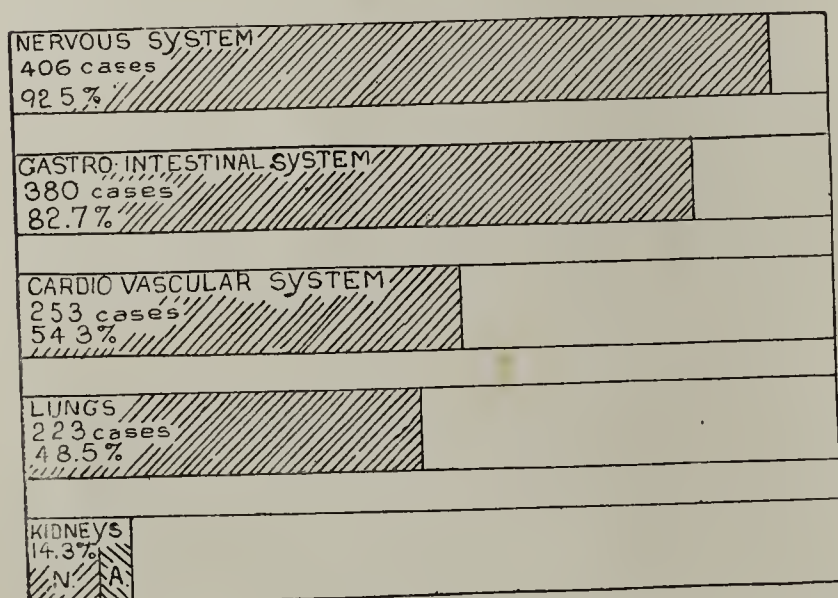 NERVOUS SYSTEM
406 cases
92 5%
GASTRO-INTESTINAL SYSTEM
380 cases
82.7%
CARDIO VASCULAR SYSTEM
253 cases
54 3%
LUNGS
223 cases
48.5%
KIDNEYS
14.3%
N. A.